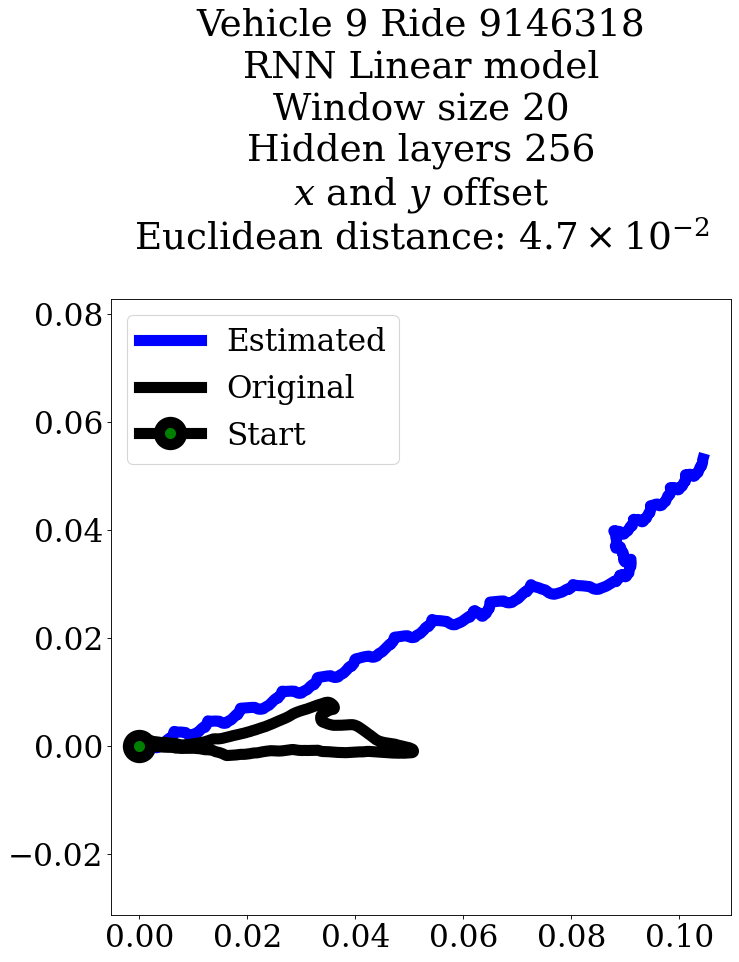 Vehicle 9 Ride 9146318
RNN Linear model
Window size 20
Hidden layers 256
x and y offset
Euclidean distance: 4.7 × 10⁻²
0.08
0.06
0.04
0.02
0.00
−0.02
Estimated
Original
Start
0.00 0.02 0.04 0.06 0.08 0.10